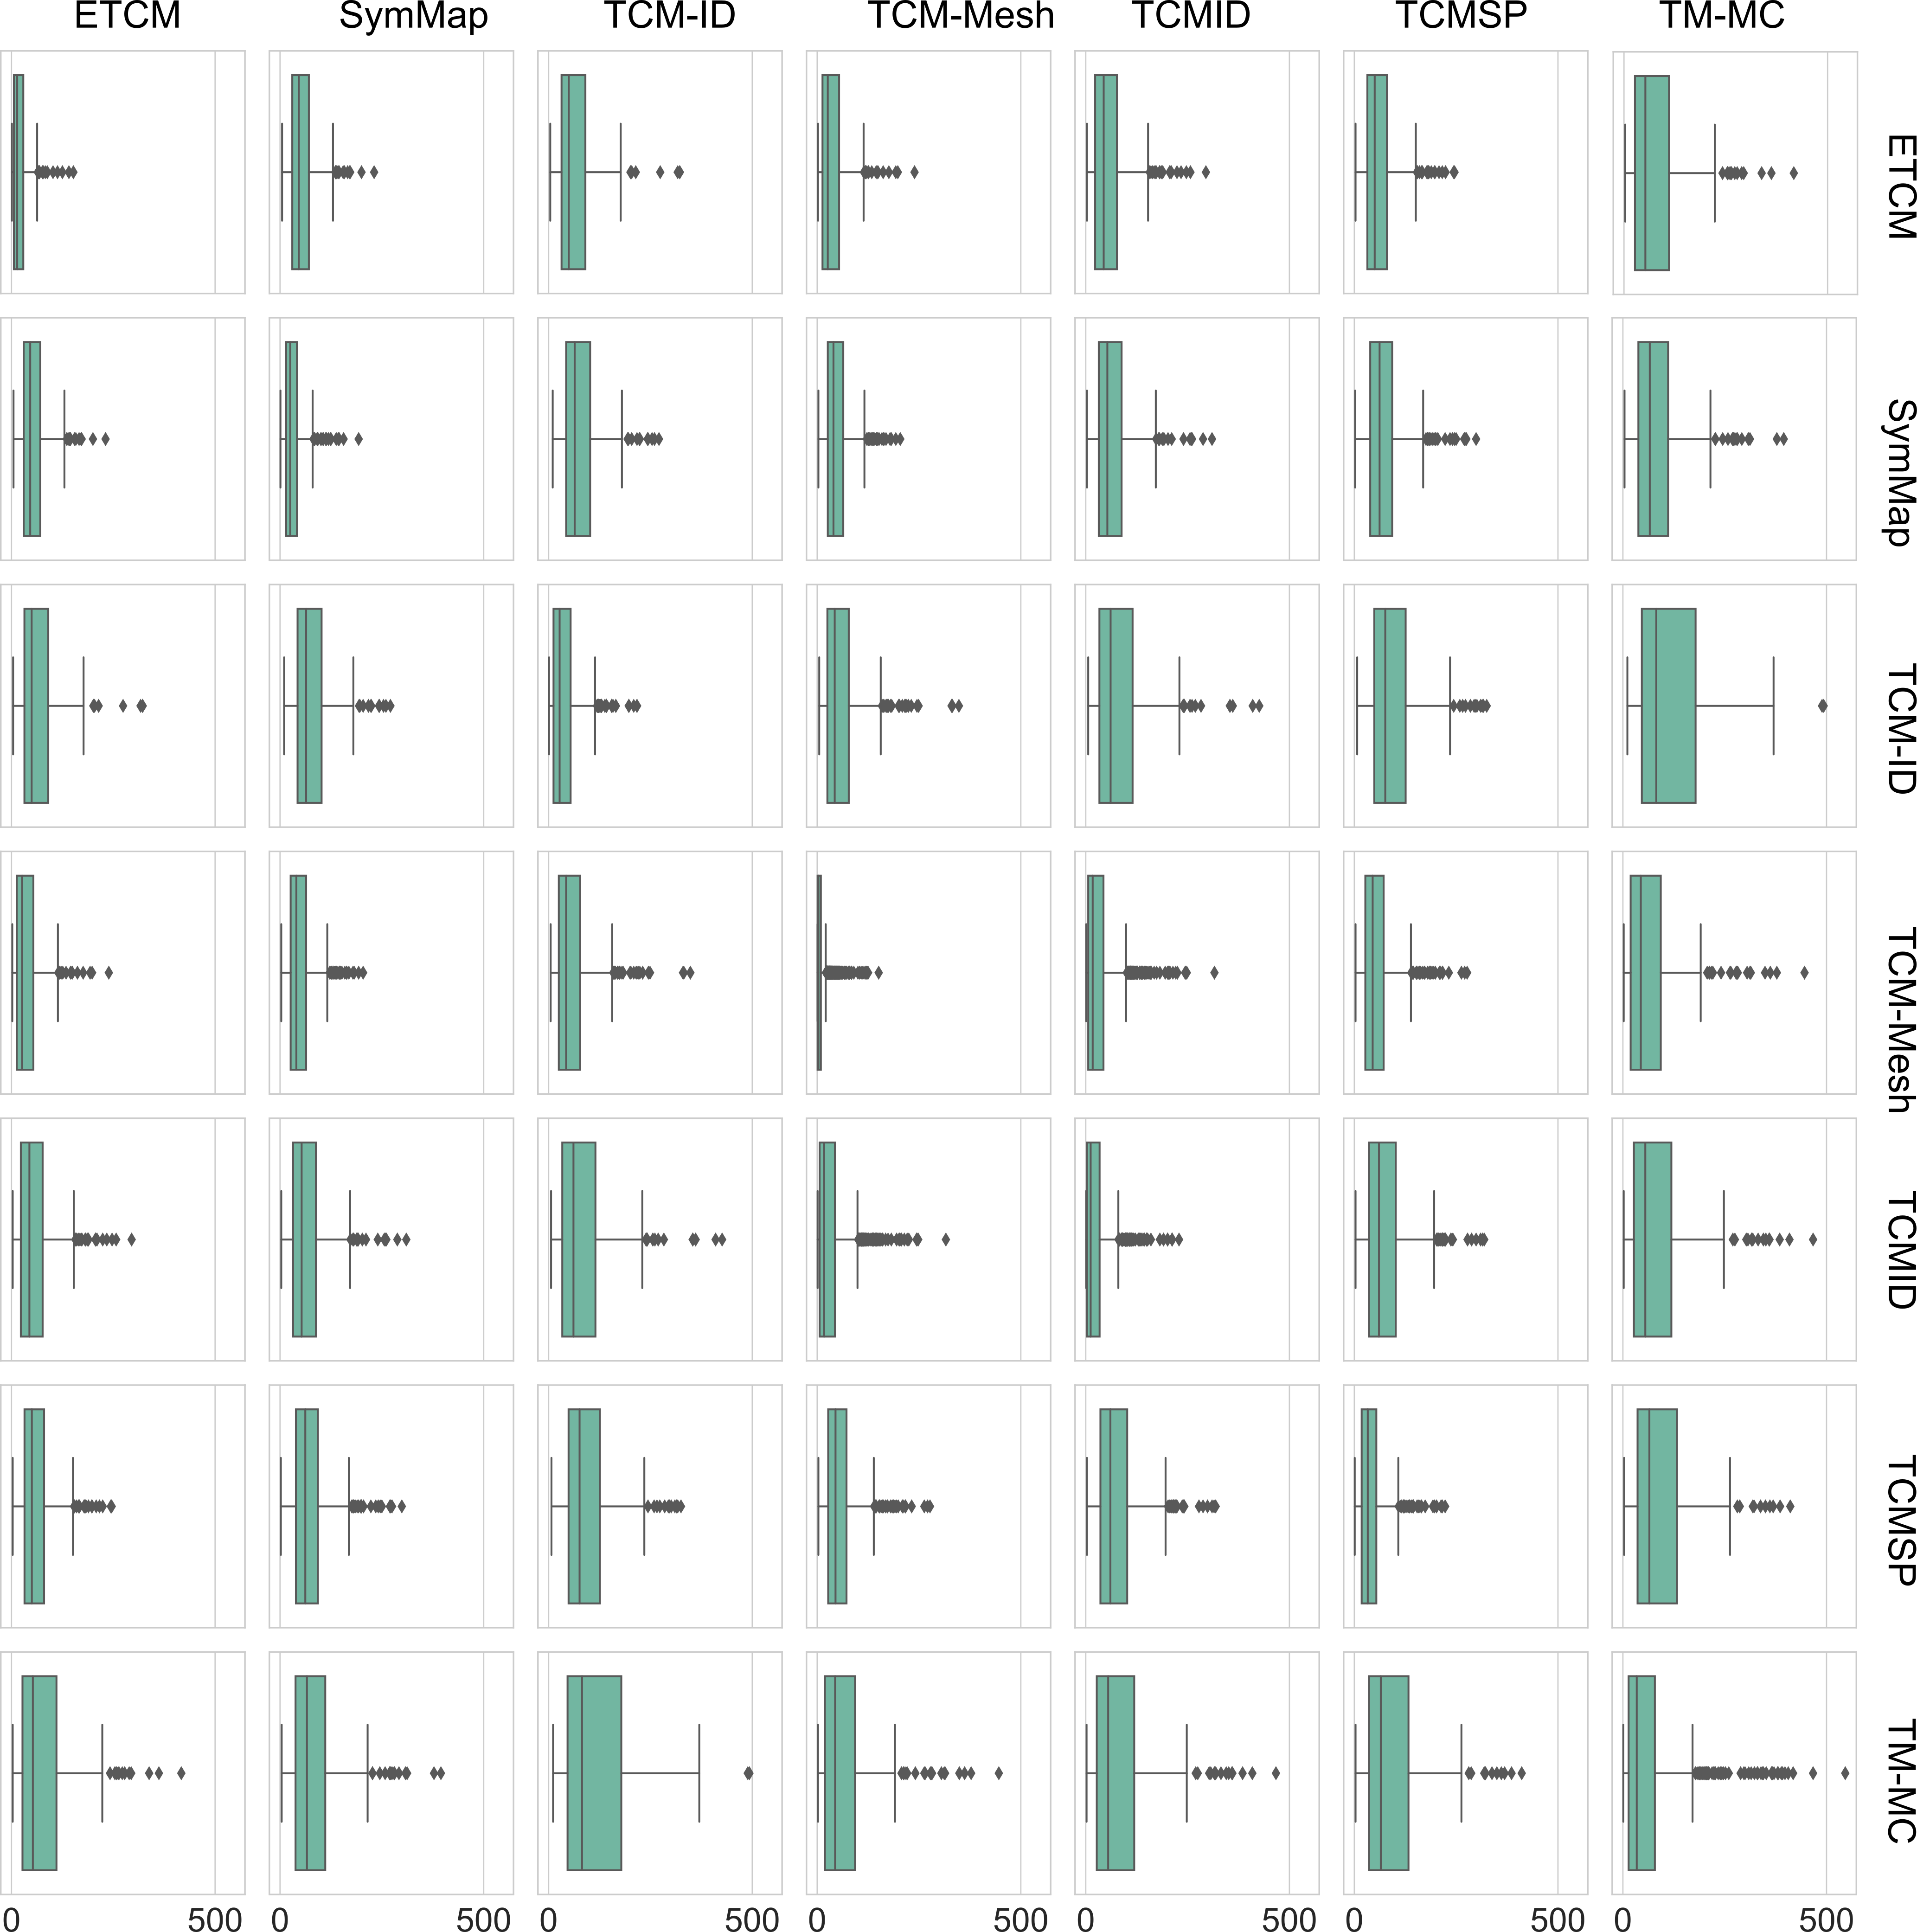 ETCM SymMap TCM-ID TCM-Mesh TCMID TCMSP TM-MC
ETCM
SymMap
TCM-ID
TCM-Mesh
TCMID
TCMSP
TM-MC
0 500 0 500 0 500 0 500 0 500 0 500 0 500